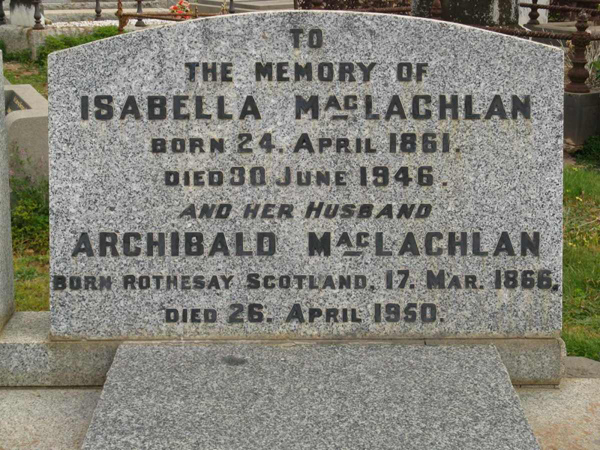 TO
THE MEMORY OF
ISABELLA MACLACHLAN
BORN 24. APRIL 1861.
DIED 30 JUNE 1946.
AND HER HUSBAND
ARCHIBALD MACLACHLAN
BORN ROTHESAY SCOTLAND, 17. MAR. 1866,
DIED 26. APRIL 1950.